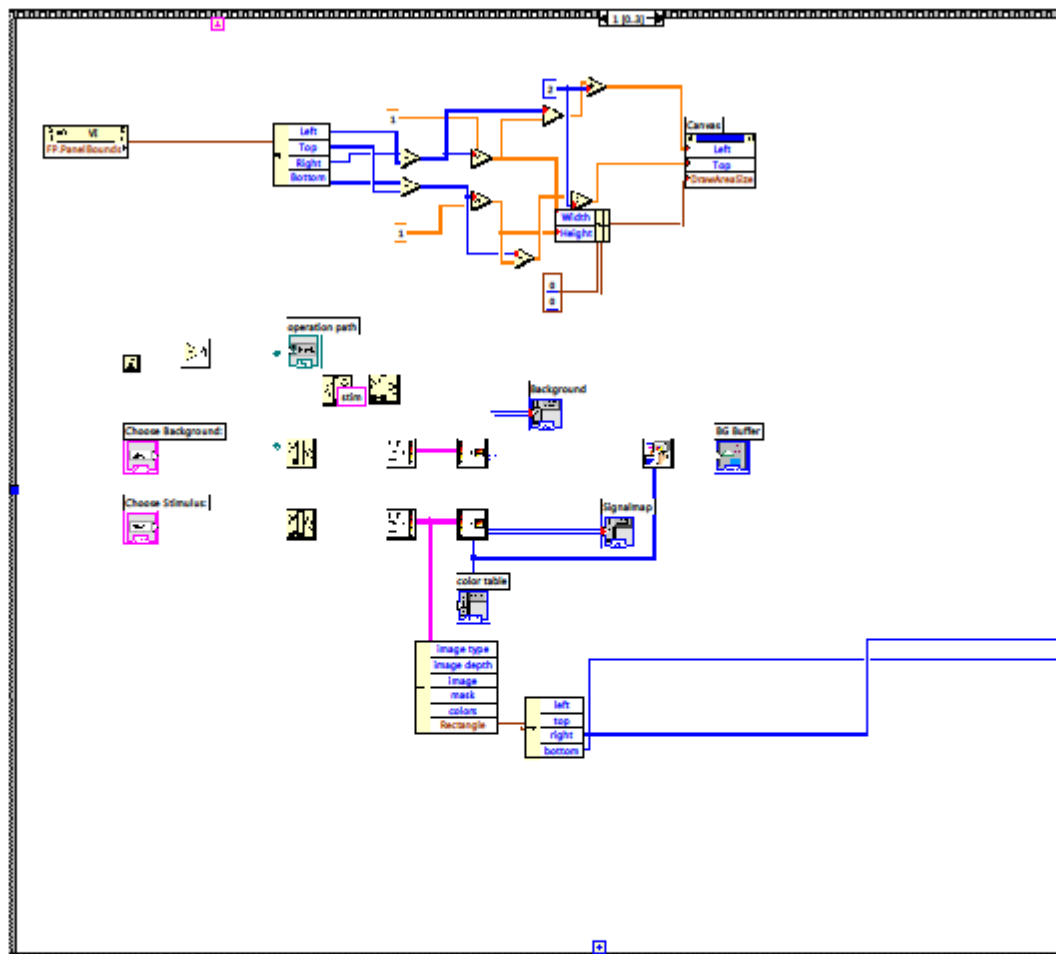 1 [0..3]
VI
FP.PanelBounds
Left
Top
Right
Bottom
1
1
2
Canvas
Left
Top
DrawAreaSize
Width
Height
0
0
operation path
stim
Background
Choose Background:
BG Buffer
Choose Stimulus:
Signalmap
color table
image type
image depth
image
mask
colors
Rectangle
left
top
right
bottom